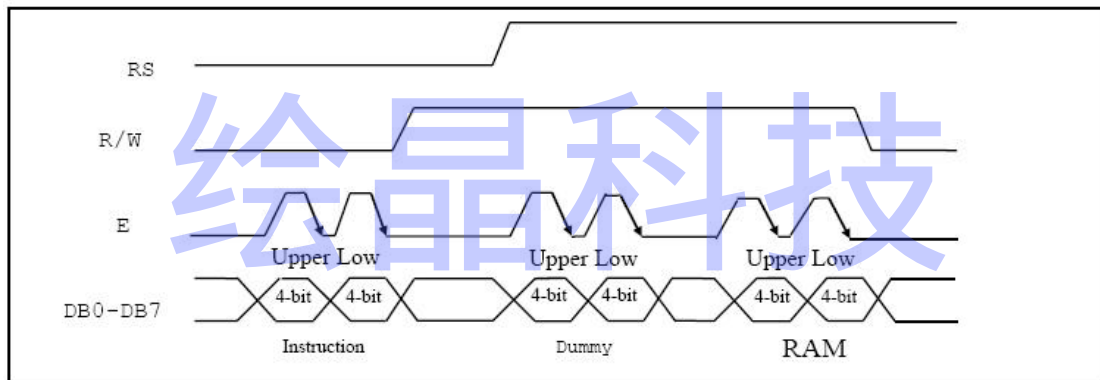 RS
绘晶科技
R/W
E
Upper Low Upper Low Upper Low
DB0-DB7
4-bit 4-bit 4-bit 4-bit 4-bit 4-bit
Instruction Dummy RAM